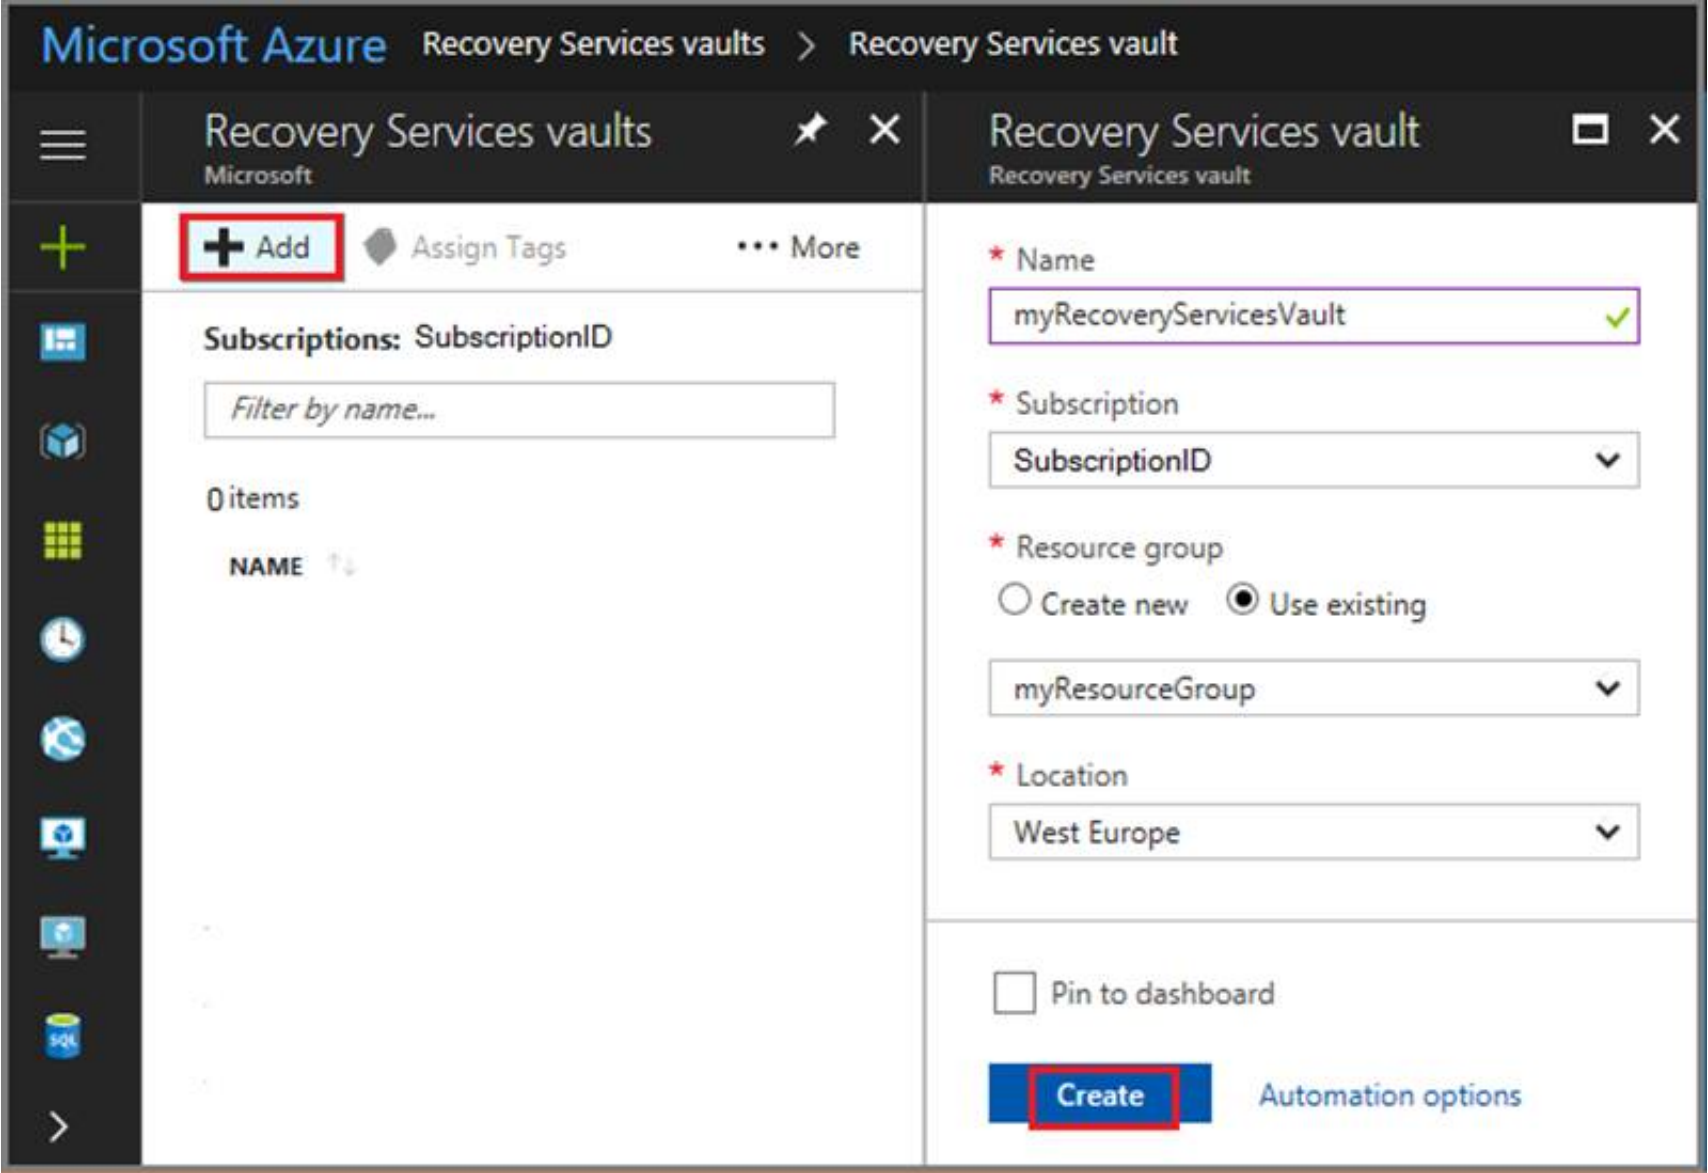 Microsoft Azure Recovery Services vaults > Recovery Services vault
Recovery Services vaults
Microsoft
Add Assign Tags ••• More
Subscriptions: SubscriptionID
Filter by name...
0 items
NAME ↑↓
SQL
Recovery Services vault
Recovery Services vault
* Name
myRecoveryServicesVault
* Subscription
SubscriptionID
* Resource group
Create new Use existing
myResourceGroup
* Location
West Europe
Pin to dashboard
Create Automation options